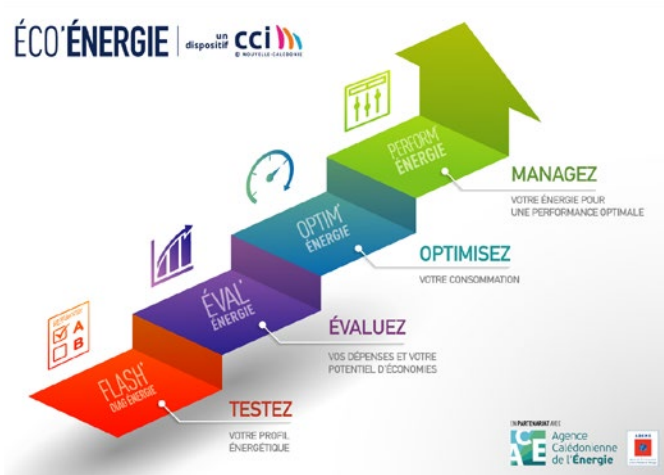 ÉCO'ÉNERGIE
un
dispositif
cci
NOUVELLE-CALÉDONIE
PERFORM'
ÉNERGIE
MANAGEZ
VOTRE ÉNERGIE POUR
UNE PERFORMANCE OPTIMALE
OPTIM'
ÉNERGIE
OPTIMISEZ
VOTRE CONSOMMATION
ÉVAL'
ÉNERGIE
ÉVALUEZ
VOS DÉPENSES ET VOTRE
POTENTIEL D'ÉCONOMIES
A
B
FLASH'
DIAG ÉNERGIE
TESTEZ
VOTRE PROFIL
ÉNERGÉTIQUE
EN PARTENARIAT AVEC
ACE
Agence
Calédonienne
de l'Énergie